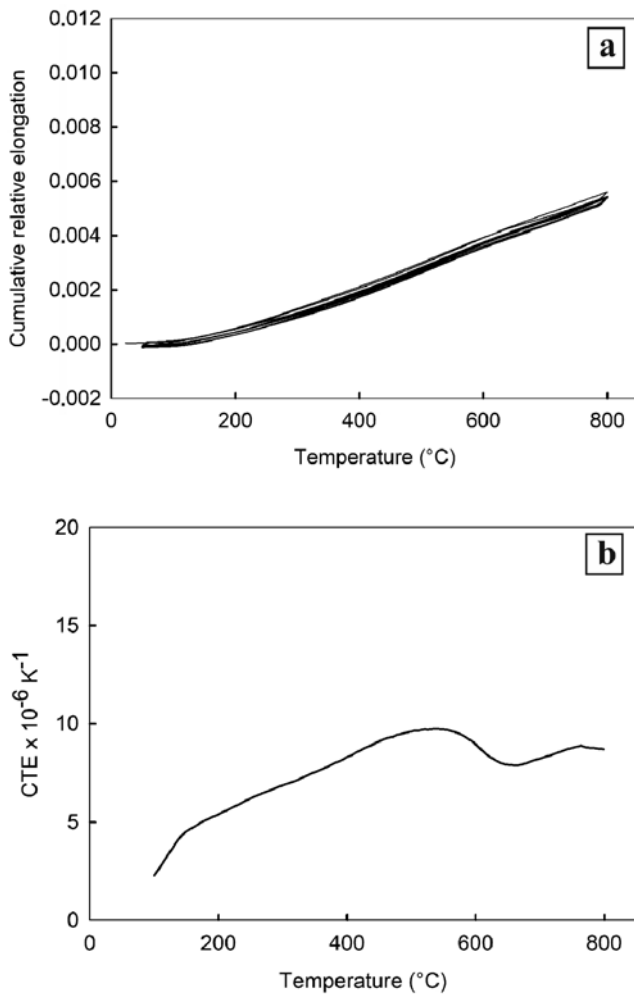 a
0.012
0.010
0.008
0.006
0.004
0.002
0.000
-0.002
Cumulative relative elongation
0 200 400 600 800
Temperature (°C)
b
20
15
10
5
0
CTE x 10⁻⁶ K⁻¹
0 200 400 600 800
Temperature (°C)